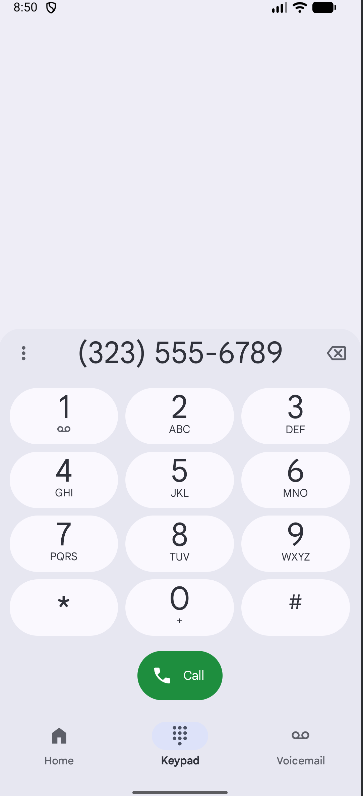 8:50
(323) 555-6789
1 2 3
ABC DEF
4 5 6
GHI JKL MNO
7 8 9
PQRS TUV WXYZ
* 0 #
+
Call
Home Keypad Voicemail